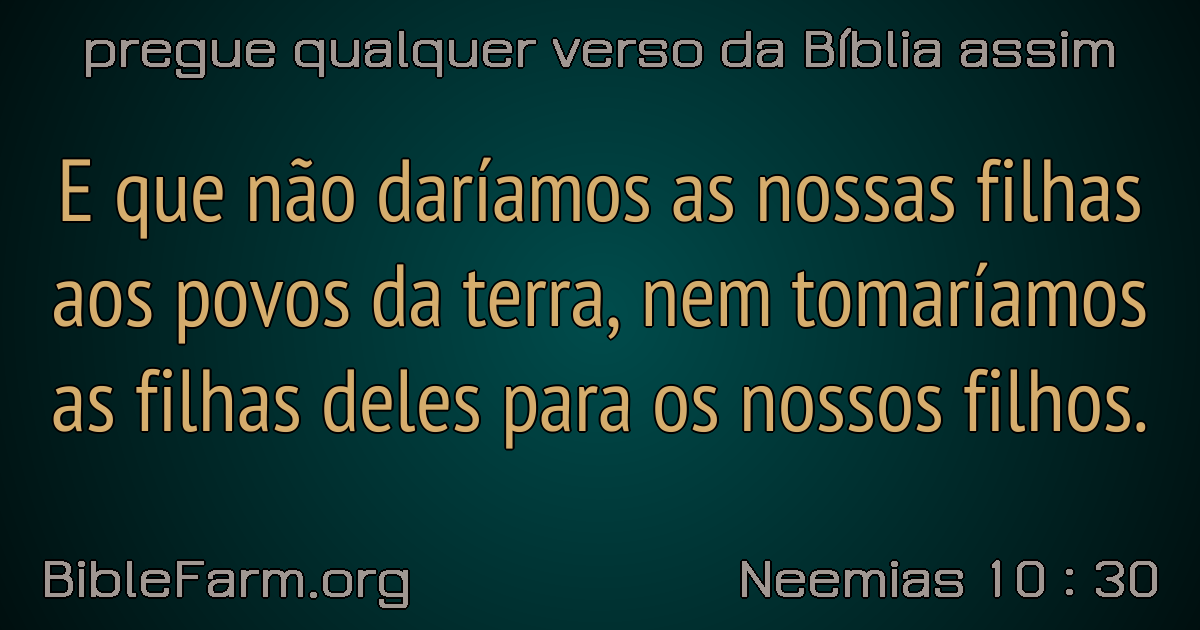 pregue qualquer verso da Bíblia assim
E que não daríamos as nossas filhas
aos povos da terra, nem tomaríamos
as filhas deles para os nossos filhos.
BibleFarm.org
Neemias 10 : 30